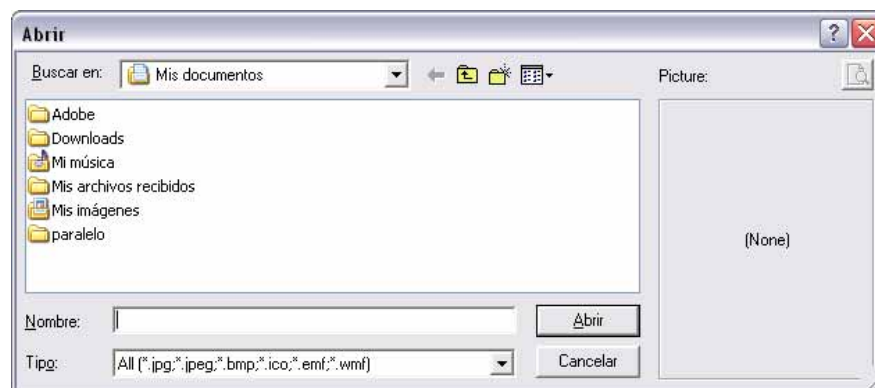 Abrir
Buscar en: Mis documentos
Picture:
Adobe
Downloads
Mi música
Mis archivos recibidos
Mis imágenes
paralelo
(None)
Nombre:
Abrir
Tipo: All (*.jpg;*.jpeg;*.bmp;*.ico;*.emf;*.wmf)
Cancelar